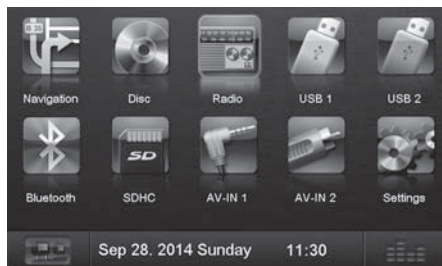 Navigation Disc Radio USB 1 USB 2
SD
Bluetooth SDHC AV-IN 1 AV-IN 2 Settings
Sep 28. 2014 Sunday 11:30